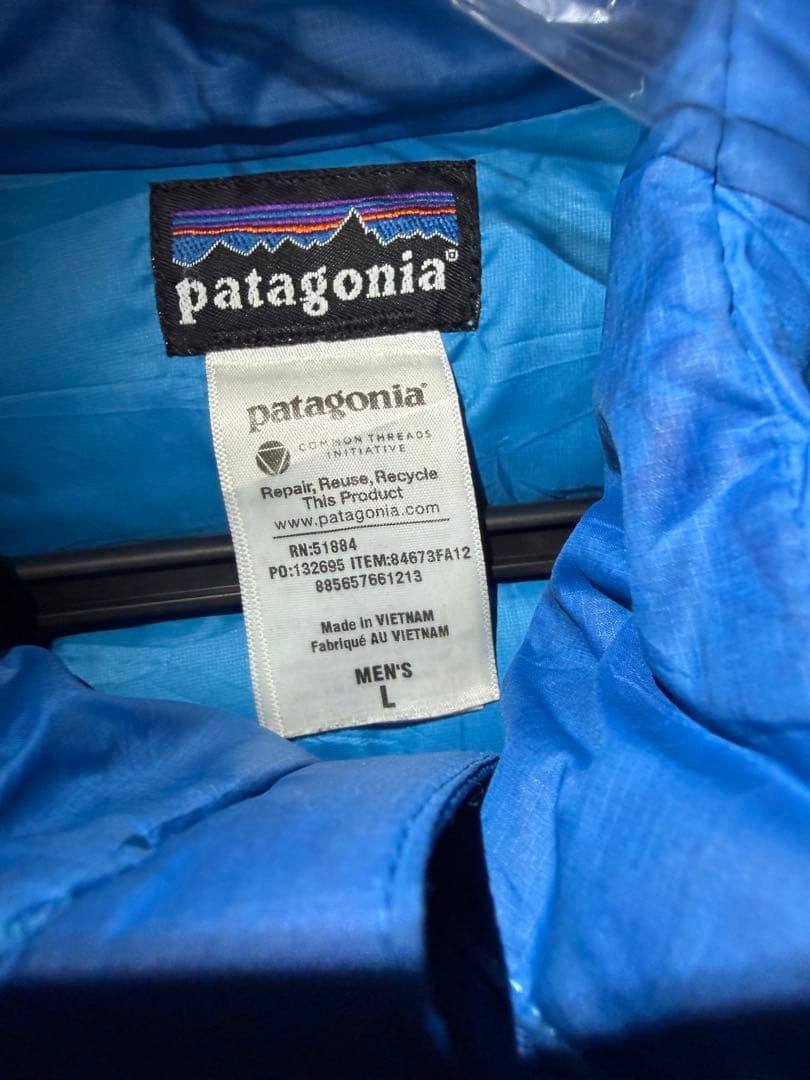 patagonia®
patagonia®
COMMON THREADS
INITIATIVE
Repair, Reuse, Recycle
This Product
www.patagonia.com
RN:51884
PO:132695 ITEM:84673FA12
885657661213
Made in VIETNAM
Fabriqué AU VIETNAM
MEN'S
L